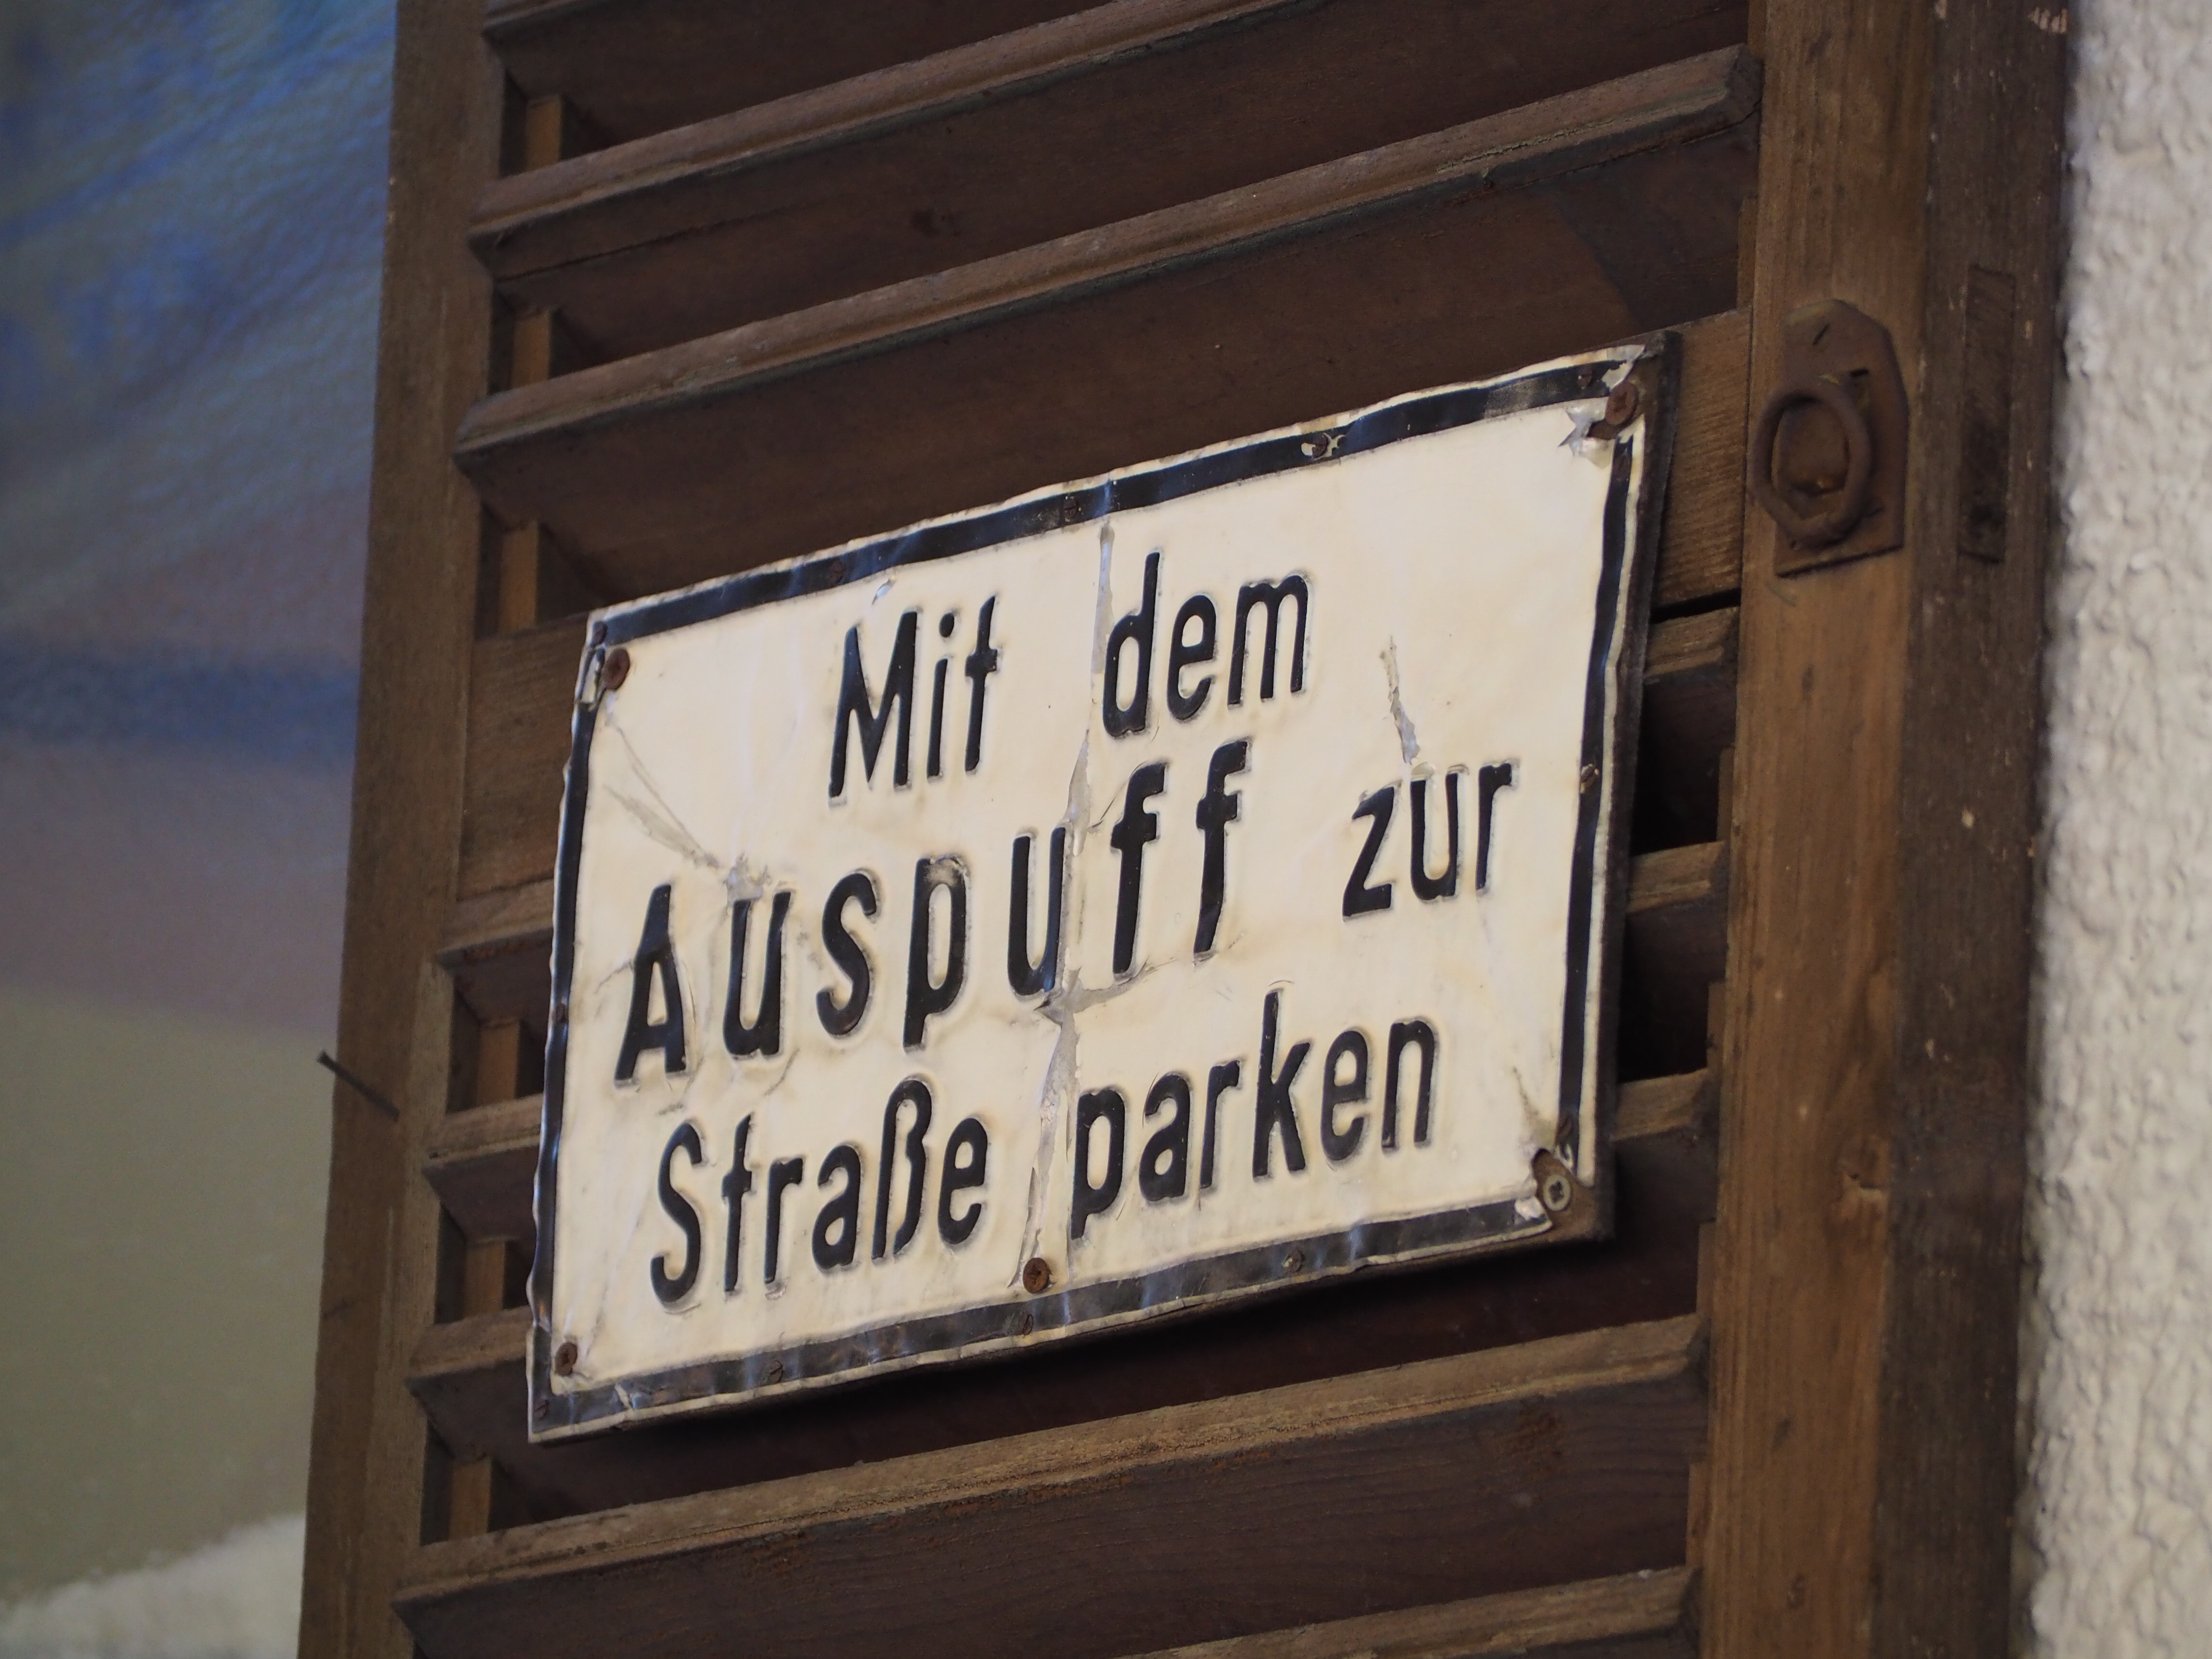 Mit dem
Auspuff zur
Straße parken